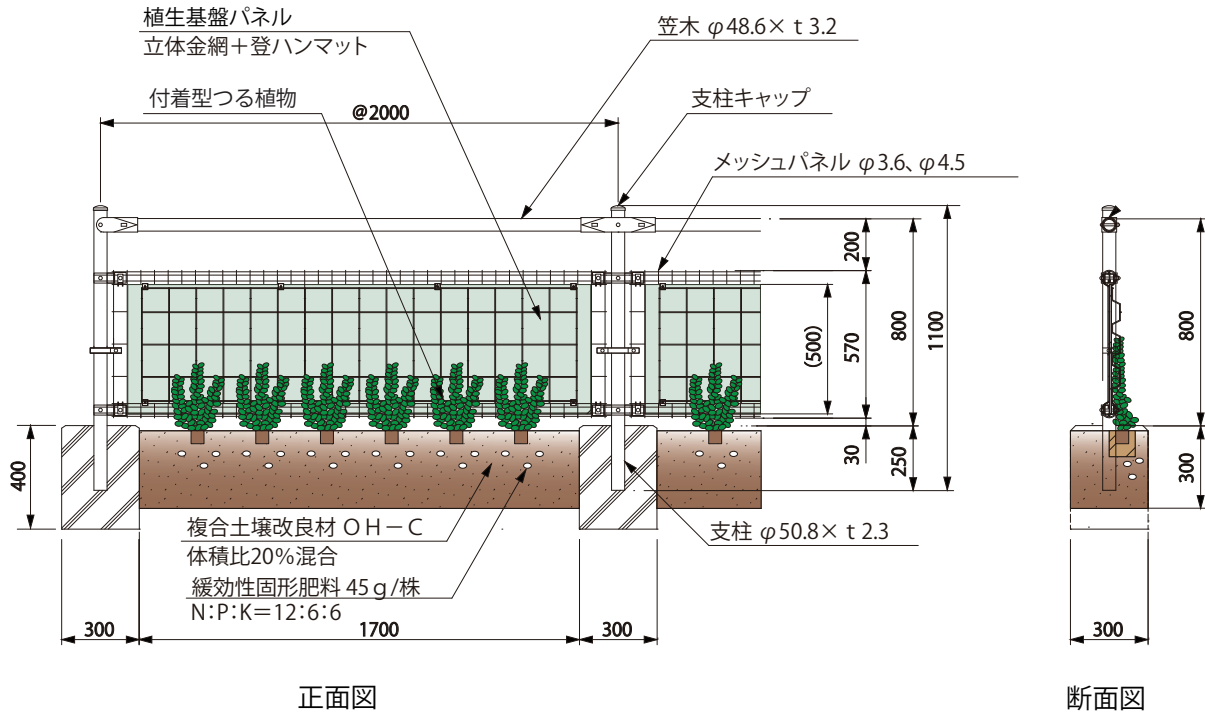 植生基盤パネル
立体金網＋登ハンマット
笠木 φ48.6× t 3.2
付着型つる植物
支柱キャップ
@2000
メッシュパネル φ3.6、φ4.5
200
(500)
570
800
1100
800
400
30
250
300
複合土壌改良材 ＯＨ－Ｃ
体積比20%混合
支柱 φ50.8× t 2.3
緩効性固形肥料 45ｇ/株
N:P:K＝12:6:6
300
1700
300
300
正面図
断面図